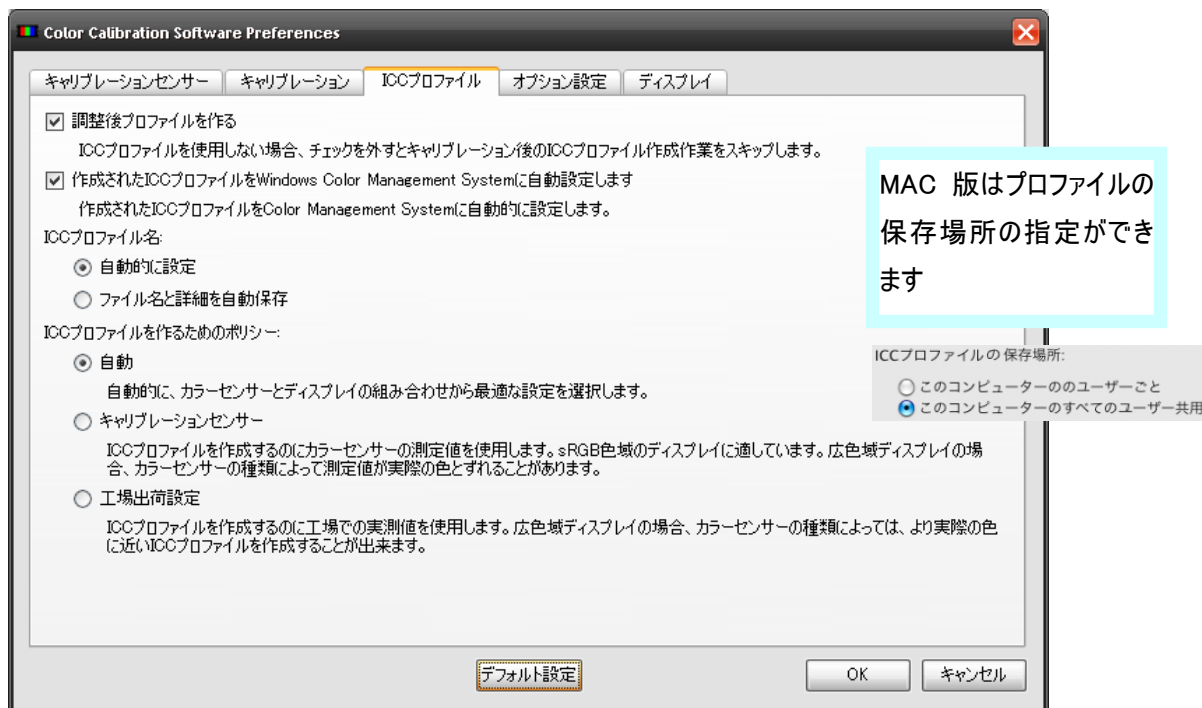 Color Calibration Software Preferences
キャリブレーションセンサー キャリブレーション ICCプロファイル オプション設定 ディスプレイ
調整後プロファイルを作る
ICCプロファイルを使用しない場合、チェックを外すとキャリブレーション後のICCプロファイル作成作業をスキップします。
作成されたICCプロファイルをWindows Color Management Systemに自動設定します
作成されたICCプロファイルをColor Management Systemに自動的に設定します。
ICCプロファイル名:
自動的に設定
ファイル名と詳細を自動保存
ICCプロファイルを作るためのポリシー:
自動
自動的に、カラーセンサーとディスプレイの組み合わせから最適な設定を選択します。
キャリブレーションセンサー
ICCプロファイルを作成するのにカラーセンサーの測定値を使用します。sRGB色域のディスプレイに適しています。広色域ディスプレイの場
合、カラーセンサーの種類によって測定値が実際の色とずれることがあります。
工場出荷設定
ICCプロファイルを作成するのに工場での実測値を使用します。広色域ディスプレイの場合、カラーセンサーの種類によっては、より実際の色
に近いICCプロファイルを作成することが出来ます。
デフォルト設定 OK キャンセル
MAC 版はプロファイルの
保存場所の指定ができ
ます
ICCプロファイルの保存場所:
このコンピューターののユーザーごと
このコンピューターのすべてのユーザー共用